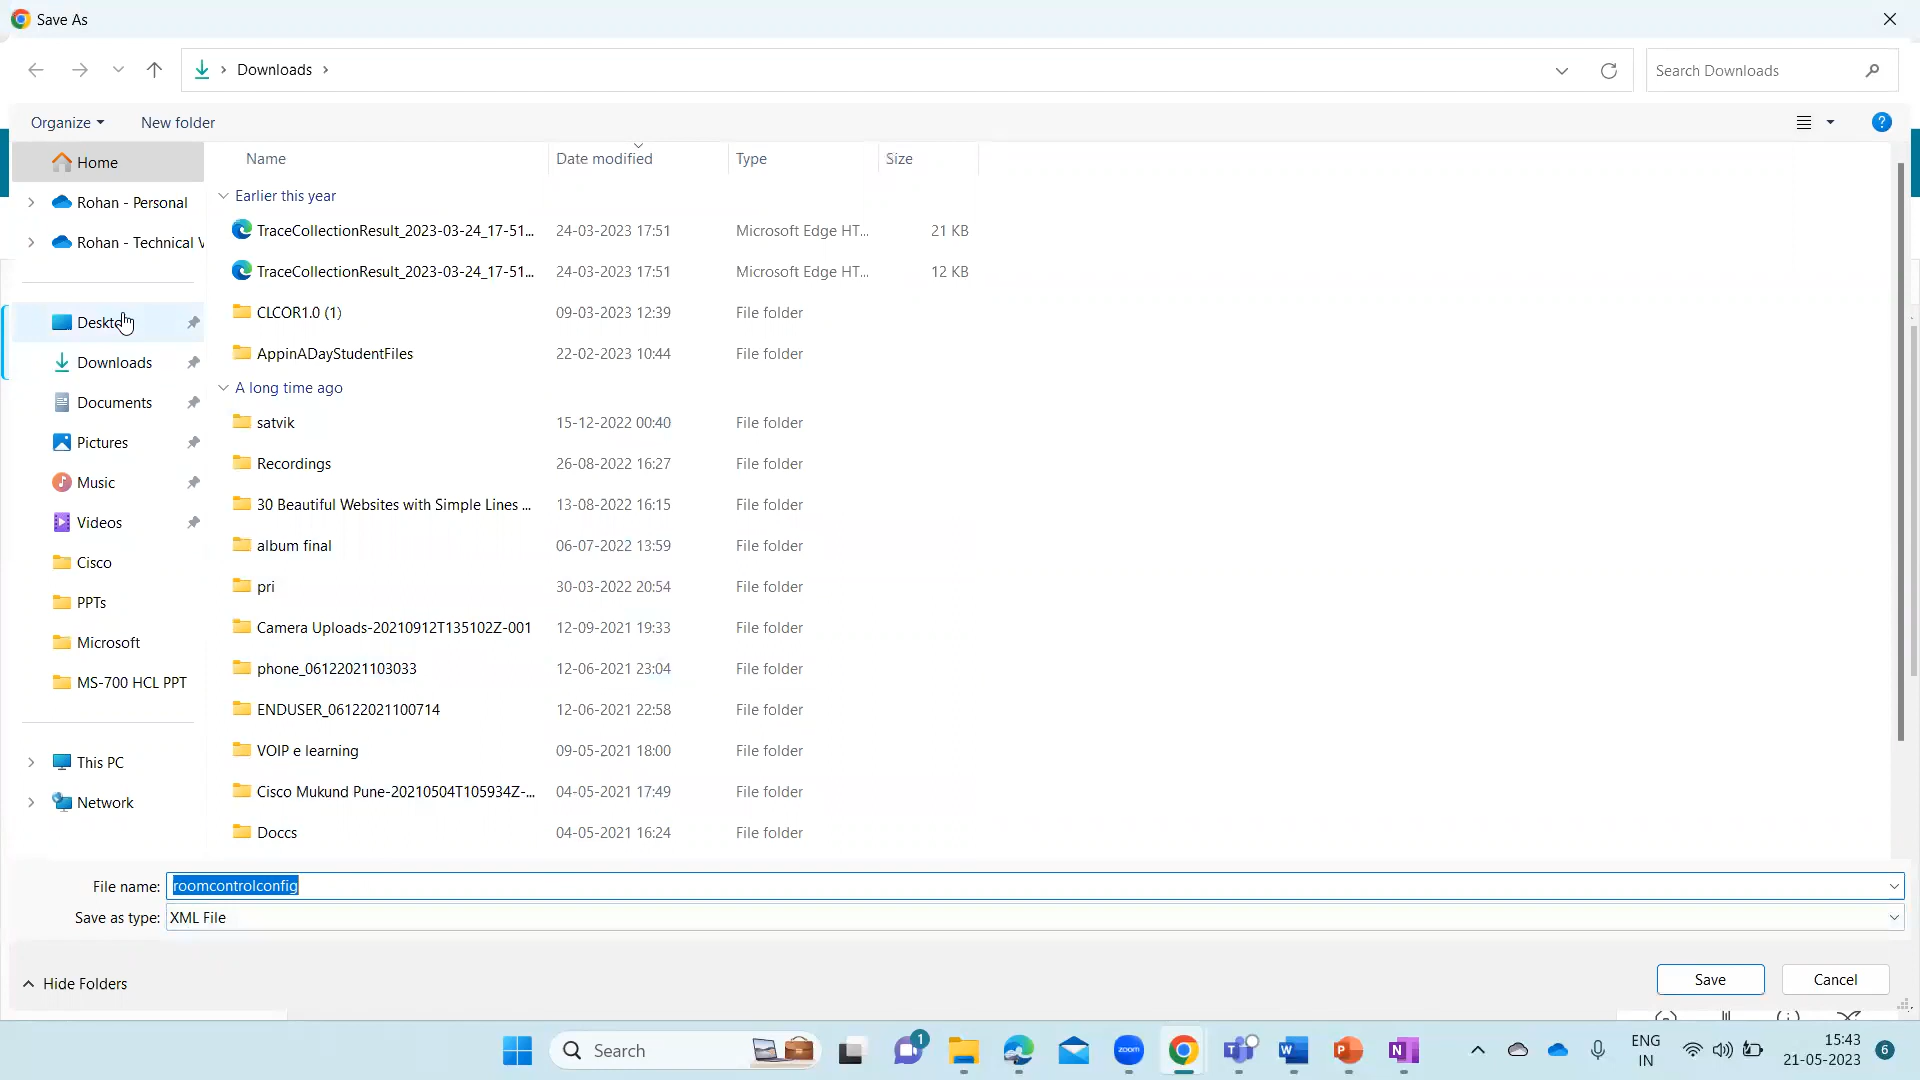 Save As
Downloads
Search Downloads
Organize
New folder
Home
Rohan - Personal
Rohan - Technical V
Desktop
Downloads
Documents
Pictures
Music
Videos
Cisco
PPTs
Microsoft
MS-700 HCL PPT
This PC
Network
Name Date modified Type Size
Earlier this year
TraceCollectionResult_2023-03-24_17-51... 24-03-2023 17:51 Microsoft Edge HT... 21 KB
TraceCollectionResult_2023-03-24_17-51... 24-03-2023 17:51 Microsoft Edge HT... 12 KB
CLCOR1.0 (1) 09-03-2023 12:39 File folder
AppinADayStudentFiles 22-02-2023 10:44 File folder
A long time ago
satvik 15-12-2022 00:40 File folder
Recordings 26-08-2022 16:27 File folder
30 Beautiful Websites with Simple Lines ... 13-08-2022 16:15 File folder
album final 06-07-2022 13:59 File folder
pri 30-03-2022 20:54 File folder
Camera Uploads-20210912T135102Z-001 12-09-2021 19:33 File folder
phone_06122021103033 12-06-2021 23:04 File folder
ENDUSER_06122021100714 12-06-2021 22:58 File folder
VOIP e learning 09-05-2021 18:00 File folder
Cisco Mukund Pune-20210504T105934Z-... 04-05-2021 17:49 File folder
Doccs 04-05-2021 16:24 File folder
File name: roomcontrolconfig
Save as type: XML File
Hide Folders
Save
Cancel
Search
1
zoom
ENG
IN
15:43
21-05-2023
6